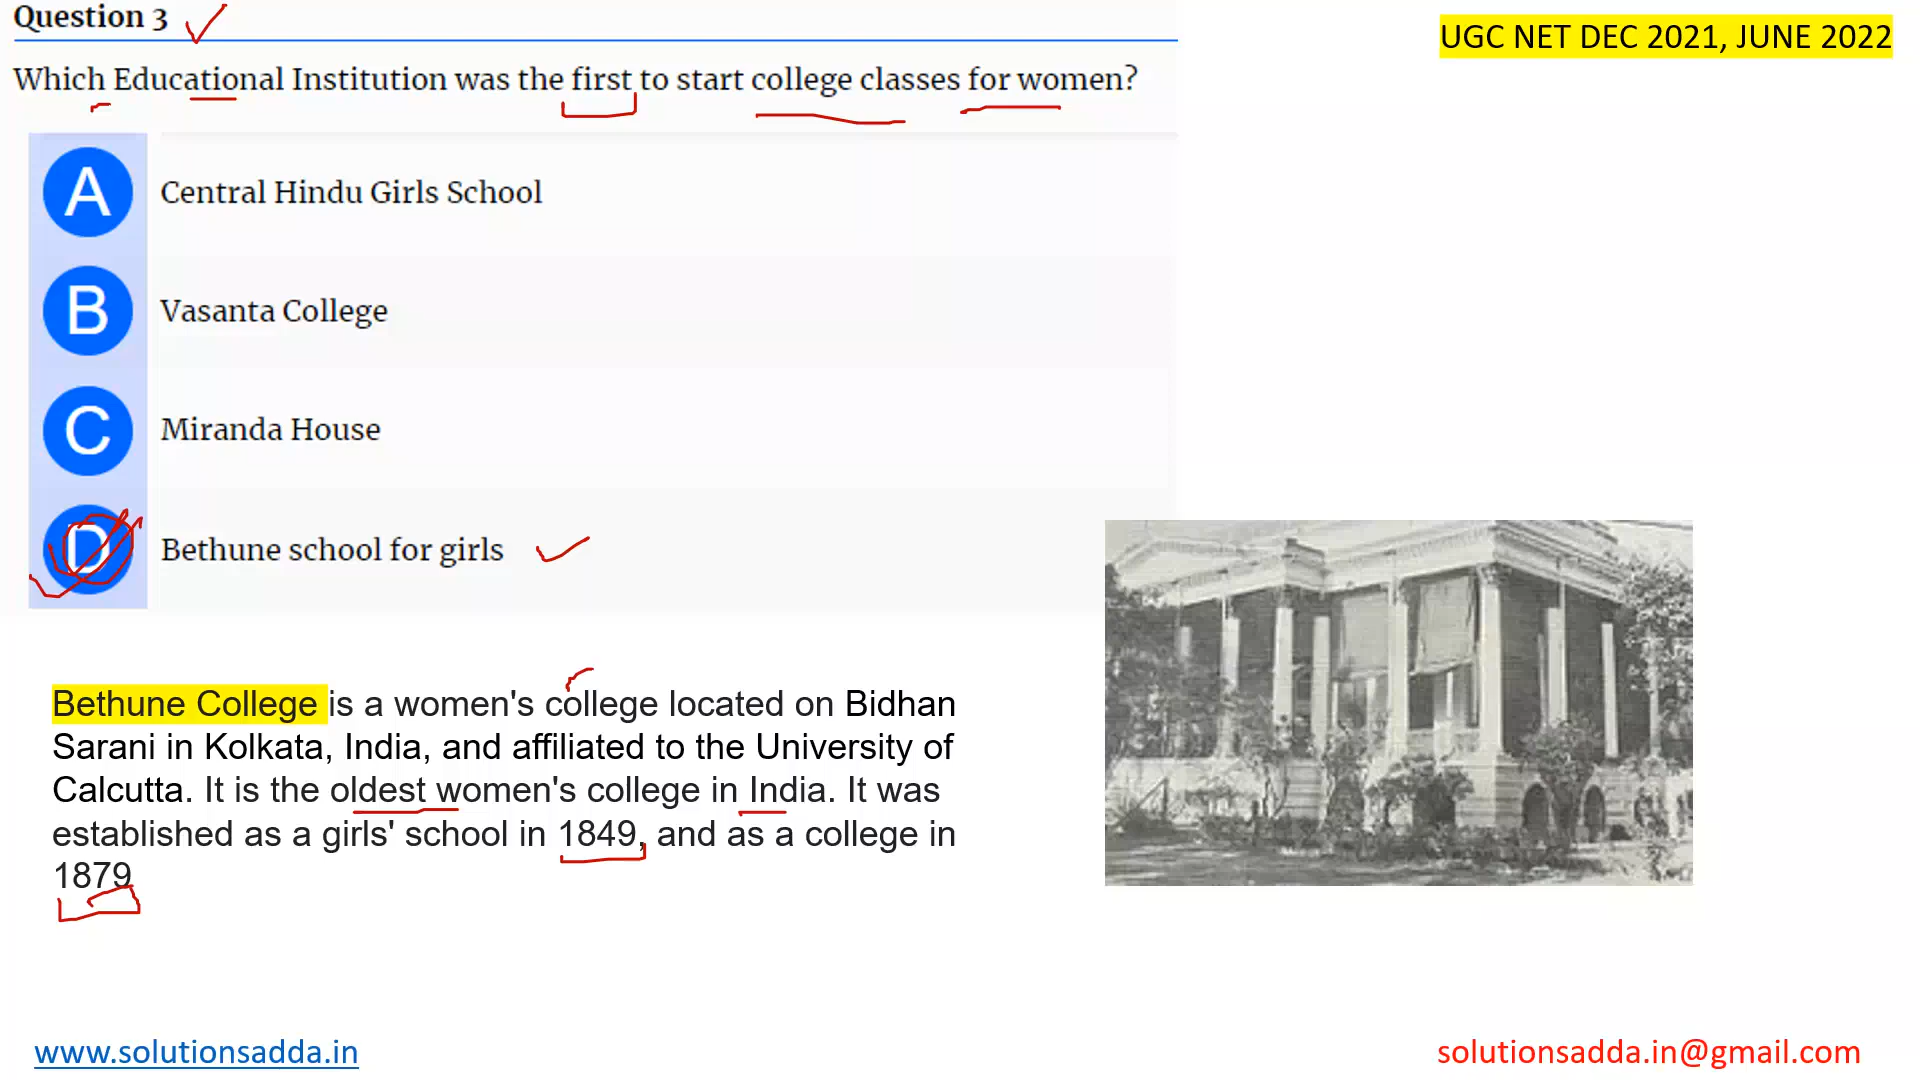 Question 3
UGC NET DEC 2021, JUNE 2022
Which Educational Institution was the first to start college classes for women?
A Central Hindu Girls School
B Vasanta College
C Miranda House
D Bethune school for girls
Bethune College is a women's college located on Bidhan
Sarani in Kolkata, India, and affiliated to the University of
Calcutta. It is the oldest women's college in India. It was
established as a girls' school in 1849, and as a college in
1879
www.solutionsadda.in
solutionsadda.in@gmail.com